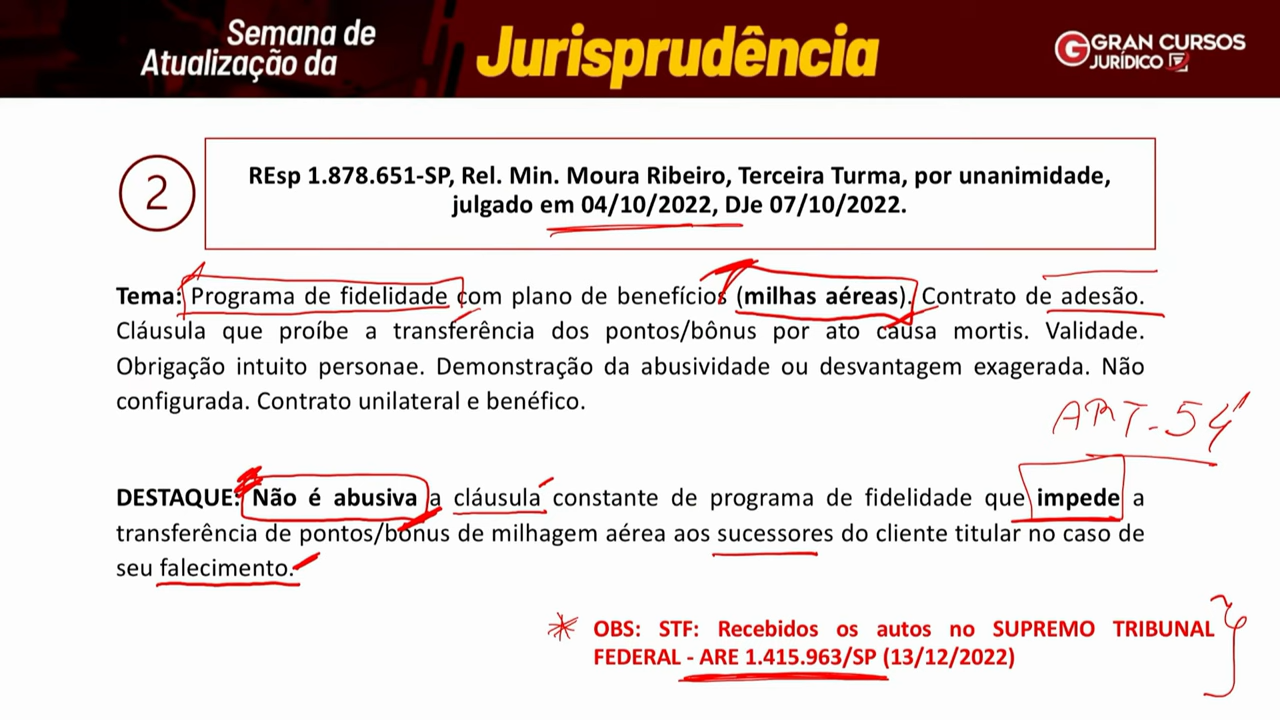 Semana de
Atualização da
Jurisprudência
GRAN CURSOS
JURÍDICO
2
REsp 1.878.651-SP, Rel. Min. Moura Ribeiro, Terceira Turma, por unanimidade,
julgado em 04/10/2022, DJe 07/10/2022.
Tema: Programa de fidelidade com plano de benefícios (milhas aéreas). Contrato de adesão.
Cláusula que proíbe a transferência dos pontos/bônus por ato causa mortis. Validade.
Obrigação intuito personae. Demonstração da abusividade ou desvantagem exagerada. Não
configurada. Contrato unilateral e benéfico.
ART. 54
DESTAQUE: Não é abusiva a cláusula constante de programa de fidelidade que impede a
transferência de pontos/bônus de milhagem aérea aos sucessores do cliente titular no caso de
seu falecimento.
* OBS: STF: Recebidos os autos no SUPREMO TRIBUNAL
FEDERAL - ARE 1.415.963/SP (13/12/2022)